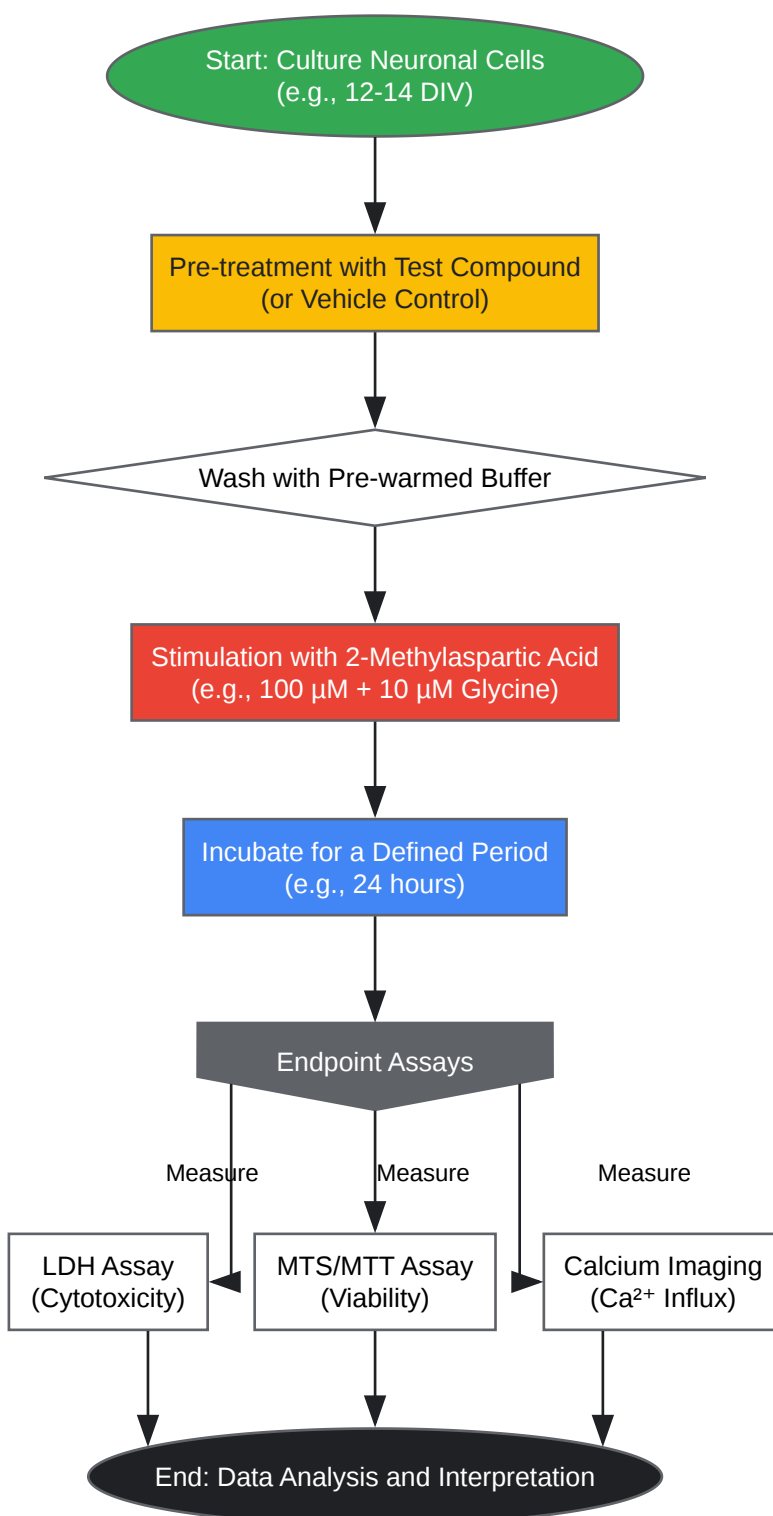 Start: Culture Neuronal Cells
(e.g., 12-14 DIV)
Pre-treatment with Test Compound
(or Vehicle Control)
Wash with Pre-warmed Buffer
Stimulation with 2-Methylaspartic Acid
(e.g., 100 µM + 10 µM Glycine)
Incubate for a Defined Period
(e.g., 24 hours)
Endpoint Assays
Measure
Measure
Measure
LDH Assay
(Cytotoxicity)
MTS/MTT Assay
(Viability)
Calcium Imaging
(Ca²⁺ Influx)
End: Data Analysis and Interpretation